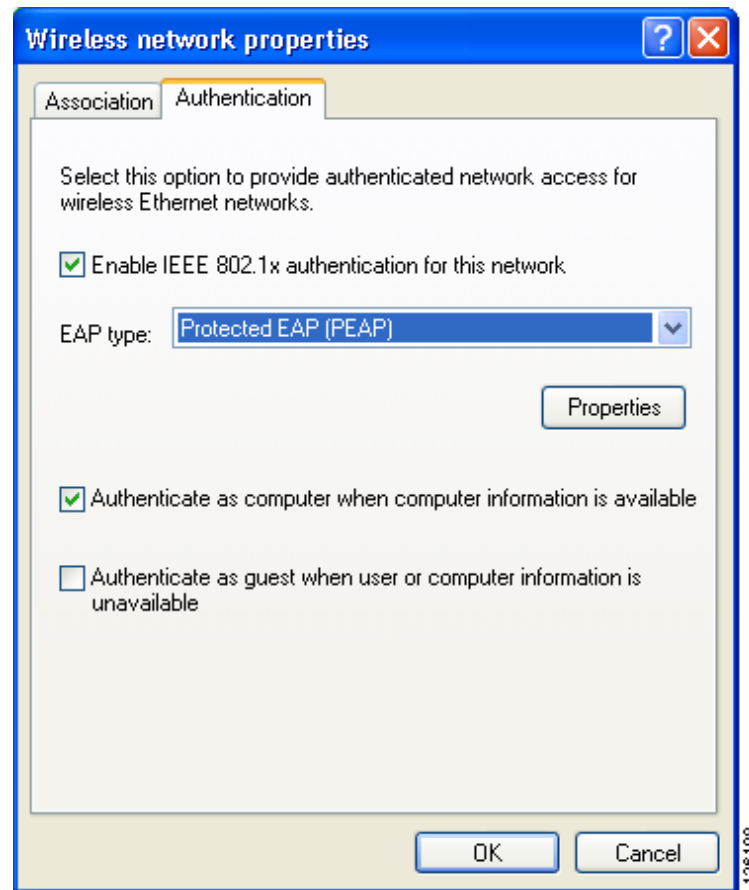 Wireless network properties
Association
Authentication
Select this option to provide authenticated network access for
wireless Ethernet networks.
Enable IEEE 802.1x authentication for this network
EAP type:
Protected EAP (PEAP)
Properties
Authenticate as computer when computer information is available
Authenticate as guest when user or computer information is
unavailable
OK
Cancel